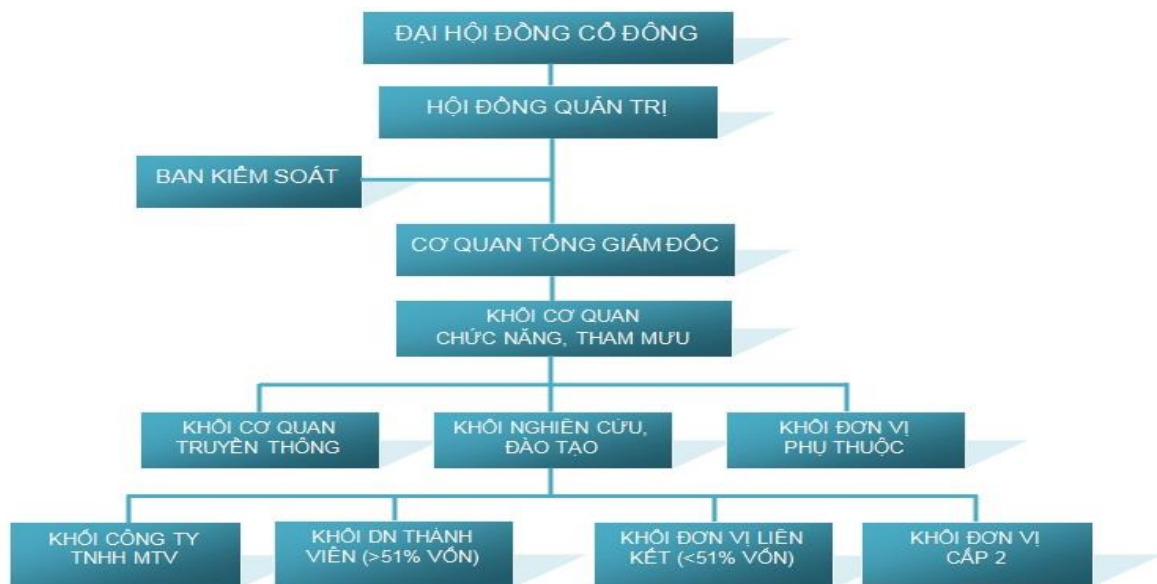 ĐẠI HỘI ĐỒNG CỔ ĐÔNG
HỘI ĐỒNG QUẢN TRỊ
BAN KIỂM SOÁT
CƠ QUAN TỔNG GIÁM ĐỐC
KHỐI CƠ QUAN
CHỨC NĂNG, THAM MƯU
KHỐI CƠ QUAN
TRUYỀN THÔNG
KHỐI NGHIÊN CỨU,
ĐÀO TẠO
KHỐI ĐƠN VỊ
PHỤ THUỘC
KHỐI CÔNG TY
TNHH MTV
KHỐI DN THÀNH
VIÊN (>51% VỐN)
KHỐI ĐƠN VỊ LIÊN
KẾT (<51% VỐN)
KHỐI ĐƠN VỊ
CẤP 2